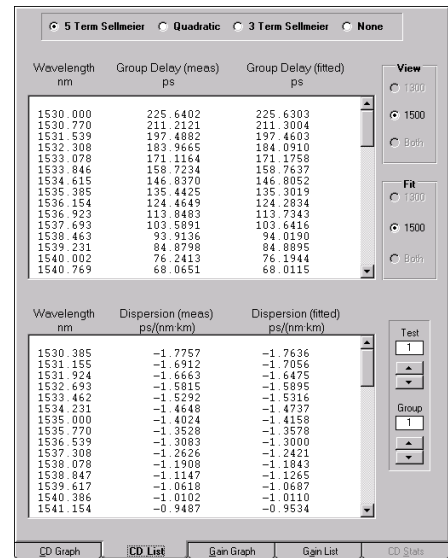 5 Term Sellmeier Quadratic 3 Term Sellmeier None
Wavelength Group Delay (meas) Group Delay (fitted)
nm ps ps
1530.000 225.6402 225.6303
1530.770 211.2121 211.3004
1531.539 197.4882 197.4603
1532.308 183.9665 184.0910
1533.078 171.1164 171.1758
1533.846 158.7234 158.7637
1534.615 146.8370 146.8052
1535.385 135.4425 135.3019
1536.154 124.4649 124.2834
1536.923 113.8483 113.7343
1537.693 103.5891 103.6416
1538.463 93.9136 94.0190
1539.231 84.8798 84.8895
1540.002 76.2413 76.1944
1540.769 68.0651 68.0115
View
1300
1500
Both
Fit
1300
1500
Both
Wavelength Dispersion (meas) Dispersion (fitted)
nm ps/(nm·km) ps/(nm·km)
1530.385 -1.7757 -1.7636
1531.155 -1.6912 -1.7056
1531.924 -1.6663 -1.6475
1532.693 -1.5815 -1.5895
1533.462 -1.5292 -1.5316
1534.231 -1.4648 -1.4737
1535.000 -1.4024 -1.4158
1535.770 -1.3528 -1.3578
1536.539 -1.3083 -1.3000
1537.308 -1.2626 -1.2421
1538.078 -1.1908 -1.1843
1538.847 -1.1147 -1.1265
1539.617 -1.0618 -1.0687
1540.386 -1.0102 -1.0110
1541.154 -0.9487 -0.9534
Test
1
Group
1
CD Graph CD List Gain Graph Gain List CD Stats